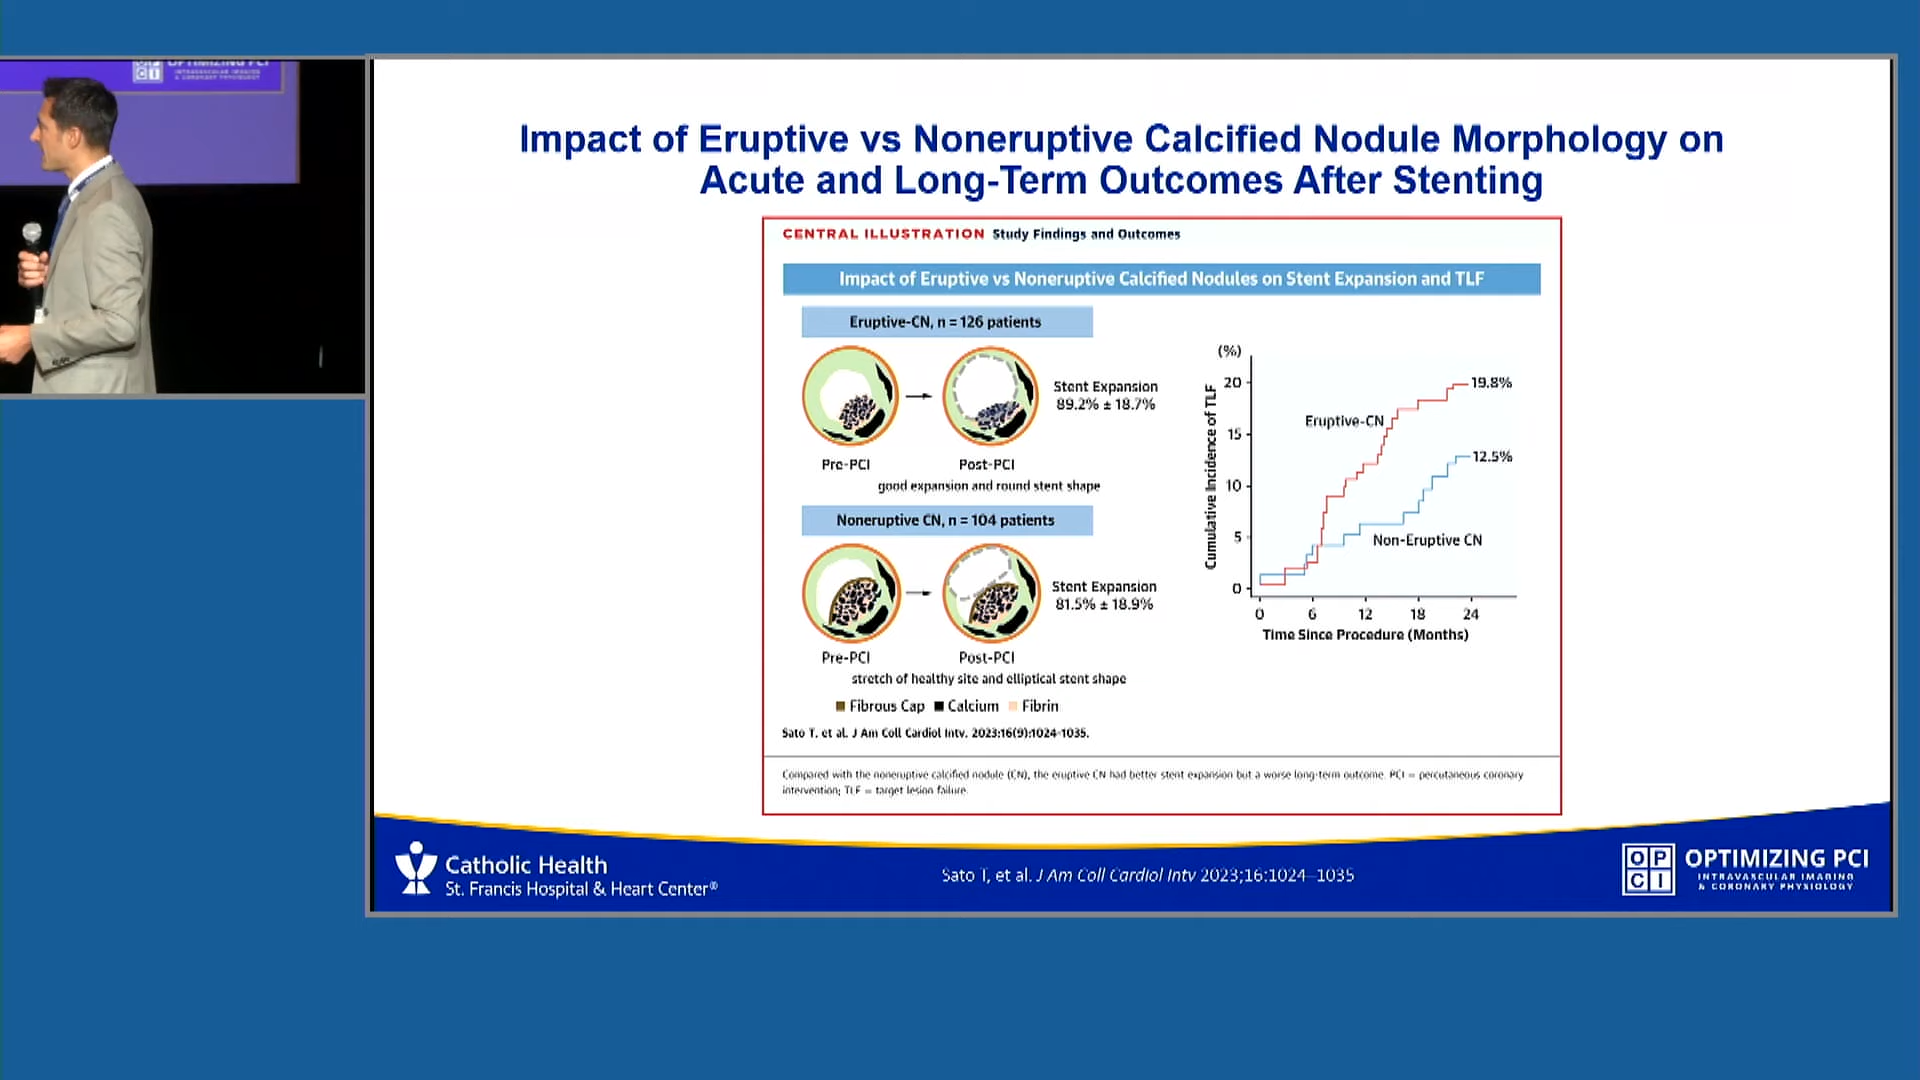 OPTIMIZING PCI
INTRAVASCULAR IMAGING
& CORONARY PHYSIOLOGY
Impact of Eruptive vs Noneruptive Calcified Nodule Morphology on
Acute and Long-Term Outcomes After Stenting
CENTRAL ILLUSTRATION Study Findings and Outcomes
Impact of Eruptive vs Noneruptive Calcified Nodules on Stent Expansion and TLF
Eruptive-CN, n = 126 patients
Stent Expansion
89.2% ± 18.7%
Pre-PCI
Post-PCI
good expansion and round stent shape
Noneruptive CN, n = 104 patients
Stent Expansion
81.5% ± 18.9%
Pre-PCI
Post-PCI
stretch of healthy site and elliptical stent shape
Fibrous Cap Calcium Fibrin
(%)
Cumulative Incidence of TLF
20
15
10
5
0
19.8%
Eruptive-CN
12.5%
Non-Eruptive CN
0 6 12 18 24
Time Since Procedure (Months)
Sato T, et al. J Am Coll Cardiol Intv. 2023;16(9):1024-1035.
Compared with the noneruptive calcified nodule (CN), the eruptive CN had better stent expansion but a worse long-term outcome. PCI = percutaneous coronary
intervention; TLF = target lesion failure.
Catholic Health
St. Francis Hospital & Heart Center®
Sato T, et al. J Am Coll Cardiol Intv 2023;16:1024–1035
OP
CI
OPTIMIZING PCI
INTRAVASCULAR IMAGING
& CORONARY PHYSIOLOGY